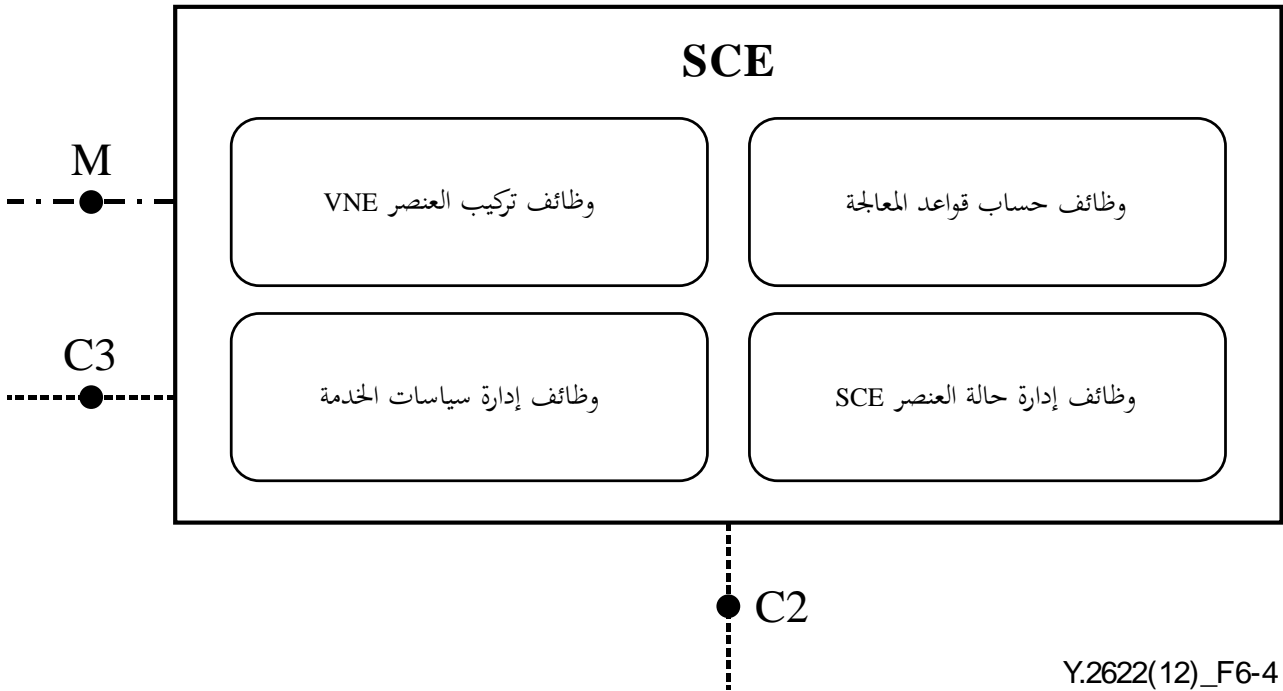 SCE
M
وظائف حساب قواعد المعالجة
وظائف تركيب العنصر VNE
C3
وظائف إدارة حالة العنصر SCE
وظائف إدارة سياسات الخدمة
C2
Y.2622(12)_F6-4